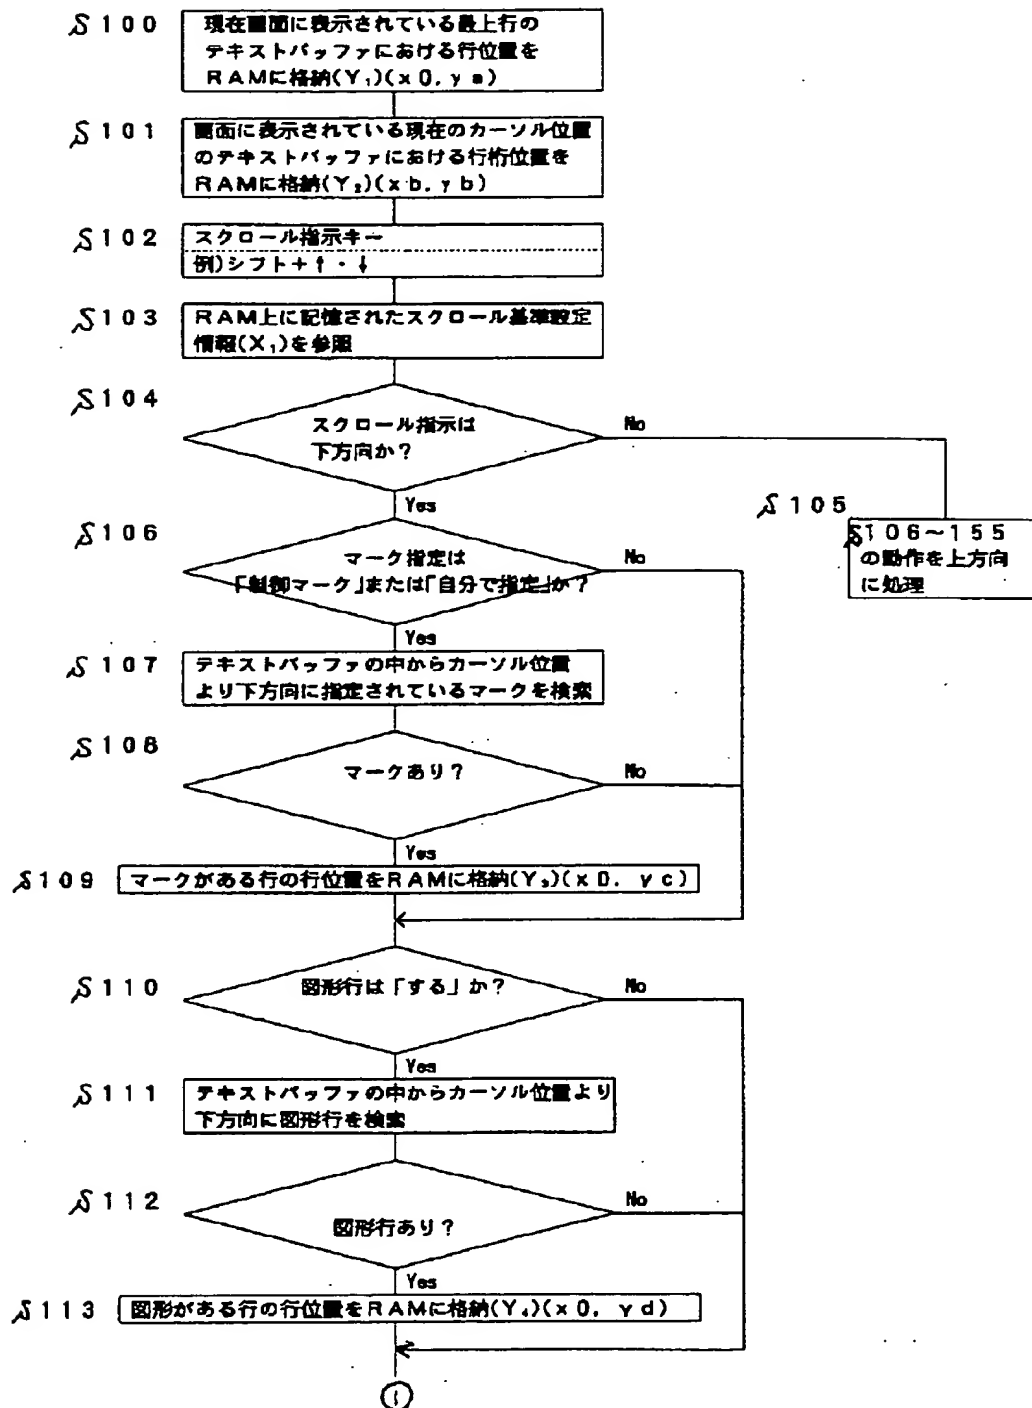 S100
現在画面に表示されている最上行の
テキストバッファにおける行位置を
RAMに格納(Y₁)(x0, ya)
S101
画面に表示されている現在のカーソル位置
のテキストバッファにおける行桁位置を
RAMに格納(Y₂)(xb, yb)
S102
スクロール指示キー
例)シフト+↑・↓
S103
RAM上に記憶されたスクロール基準設定
情報(X₁)を参照
S104
スクロール指示は
下方向か?
No
Yes
S105
S106~155
の動作を上方向
に処理
S106
マーク指定は
「制御マーク」または「自分で指定」か?
No
Yes
S107
テキストバッファの中からカーソル位置
より下方向に指定されているマークを検索
S108
マークあり?
No
Yes
S109
マークがある行の行位置をRAMに格納(Y₃)(x0, yc)
S110
図形行は「する」か?
No
Yes
S111
テキストバッファの中からカーソル位置より
下方向に図形行を検索
S112
図形行あり?
No
Yes
S113
図形がある行の行位置をRAMに格納(Y₄)(x0, yd)
①